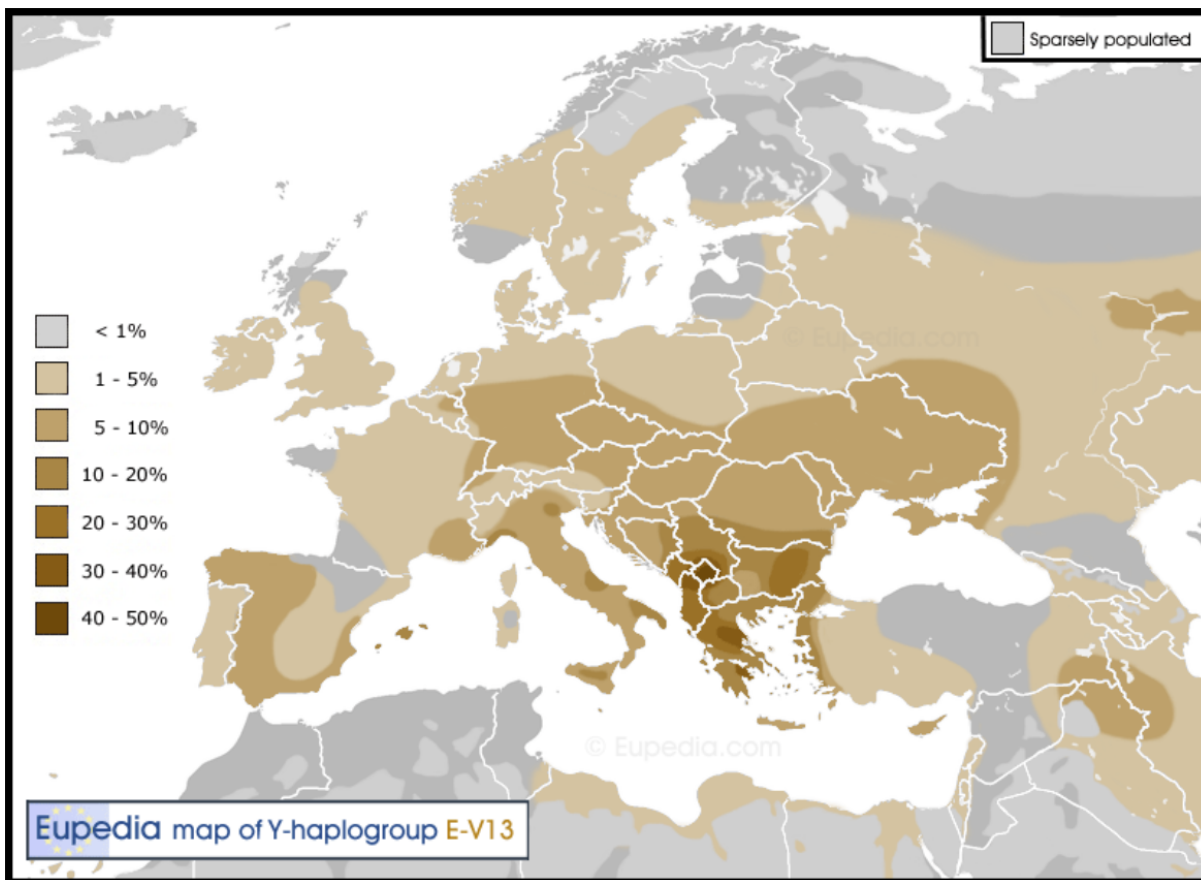 Sparsely populated
© Eupedia.com
< 1%
1 - 5%
5 - 10%
10 - 20%
20 - 30%
30 - 40%
40 - 50%
© Eupedia.com
Eupedia map of Y-haplogroup E-V13